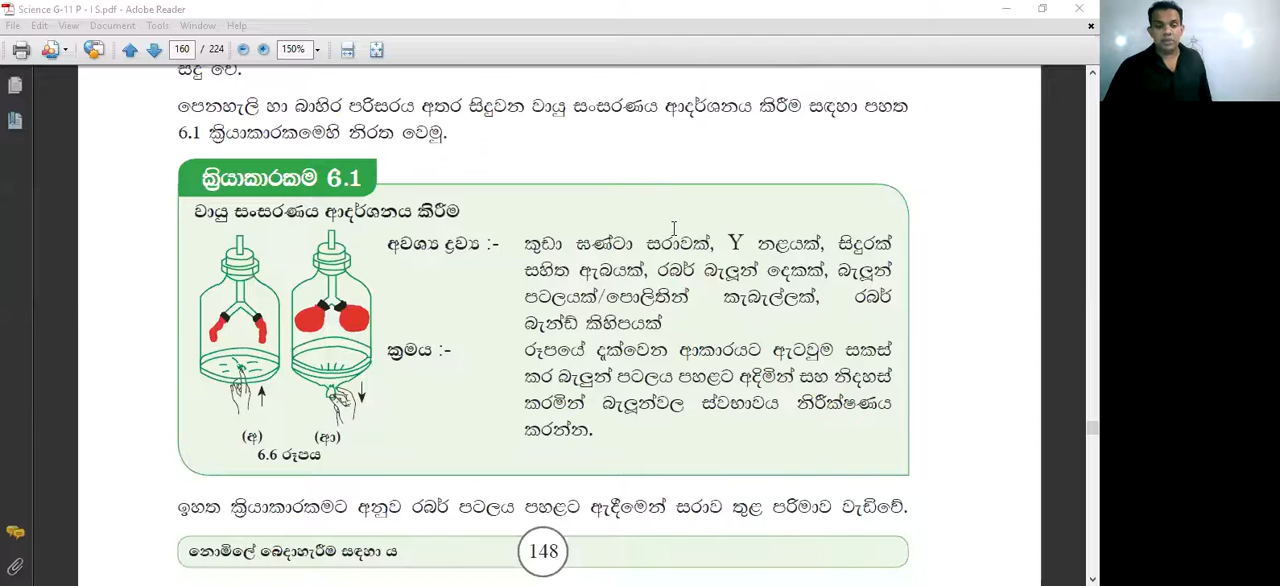 Science G-11 P - I S.pdf - Adobe Reader
File Edit View Document Tools Window Help
160 / 224 150%
සිදු වේ.
පෙනහැලි හා බාහිර පරිසරය අතර සිදුවන වායු සංසරණය ආදර්ශනය කිරීම සඳහා පහත
6.1 ක්‍රියාකාරකමෙහි නිරත වෙමු.
ක්‍රියාකාරකම 6.1
වායු සංසරණය ආදර්ශනය කිරීම
අවශ්‍ය ද්‍රව්‍ය :- කුඩා ඝණ්ටා සරාවක්, Y නළයක්, සිදුරක්
සහිත ඇබයක්, රබර් බැලූන් දෙකක්, බැලූන්
පටලයක්/පොලිතින් කැබැල්ලක්, රබර්
බැන්ඩ් කිහිපයක්
ක්‍රමය :- රූපයේ දැක්වෙන ආකාරයට ඇටවුම සකස්
කර බැලුන් පටලය පහළට අදිමින් සහ නිදහස්
කරමින් බැලූන්වල ස්වභාවය නිරීක්ෂණය
කරන්න.
(අ) (ආ)
6.6 රූපය
ඉහත ක්‍රියාකාරකමට අනුව රබර් පටලය පහළට ඇදීමෙන් සරාව තුළ පරිමාව වැඩිවේ.
නොමිලේ බෙදාහැරීම සඳහා ය 148